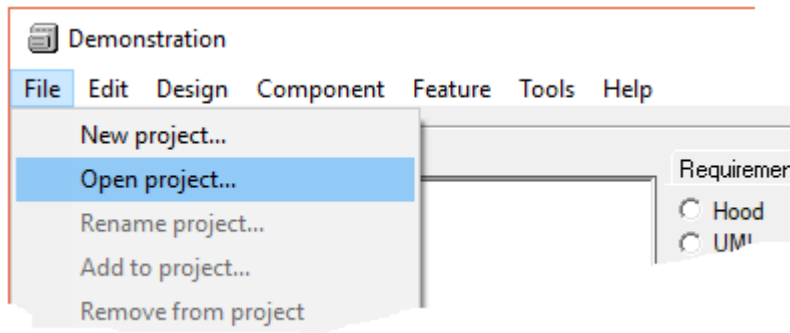 Demonstration
File Edit Design Component Feature Tools Help
New project...
Open project...
Rename project...
Add to project...
Remove from project
Hood